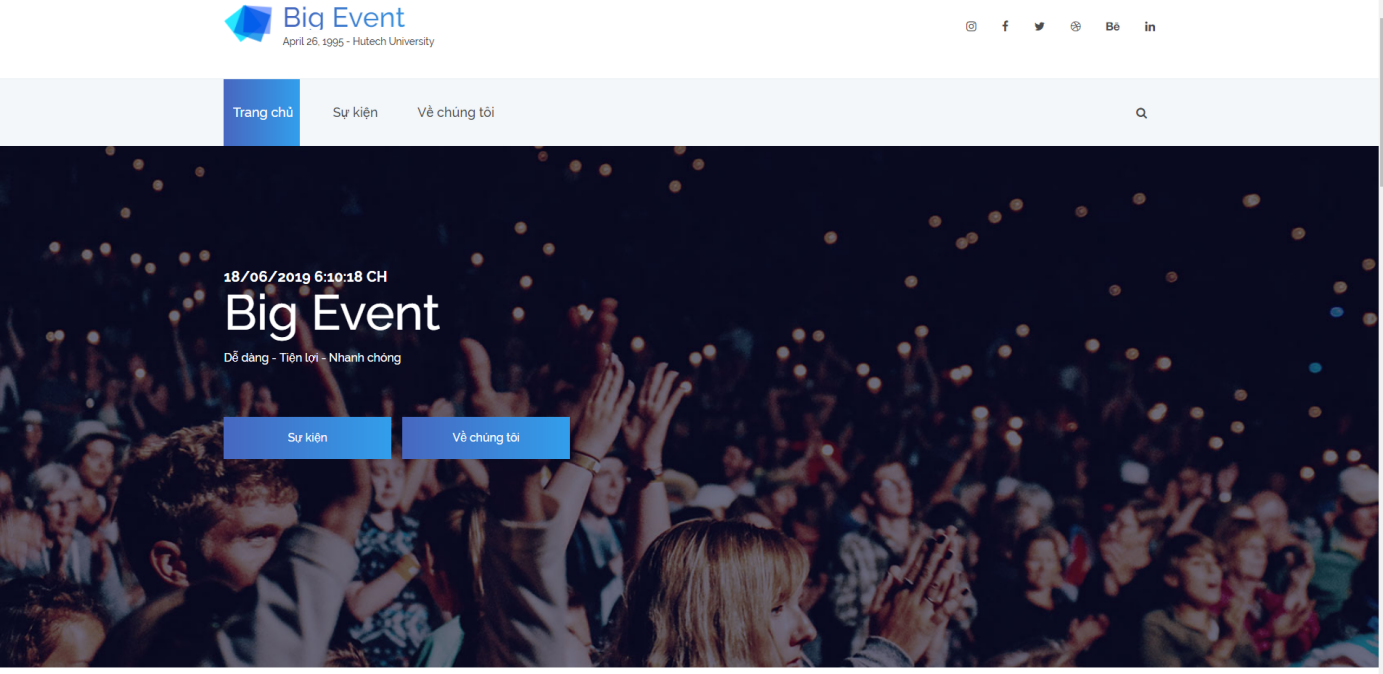 Big Event
April 26, 1995 - Hutech University
Bē
in
Trang chủ
Sự kiện
Về chúng tôi
18/06/2019 6:10:18 CH
Big Event
Dễ dàng - Tiện lợi - Nhanh chóng
Sự kiện
Về chúng tôi